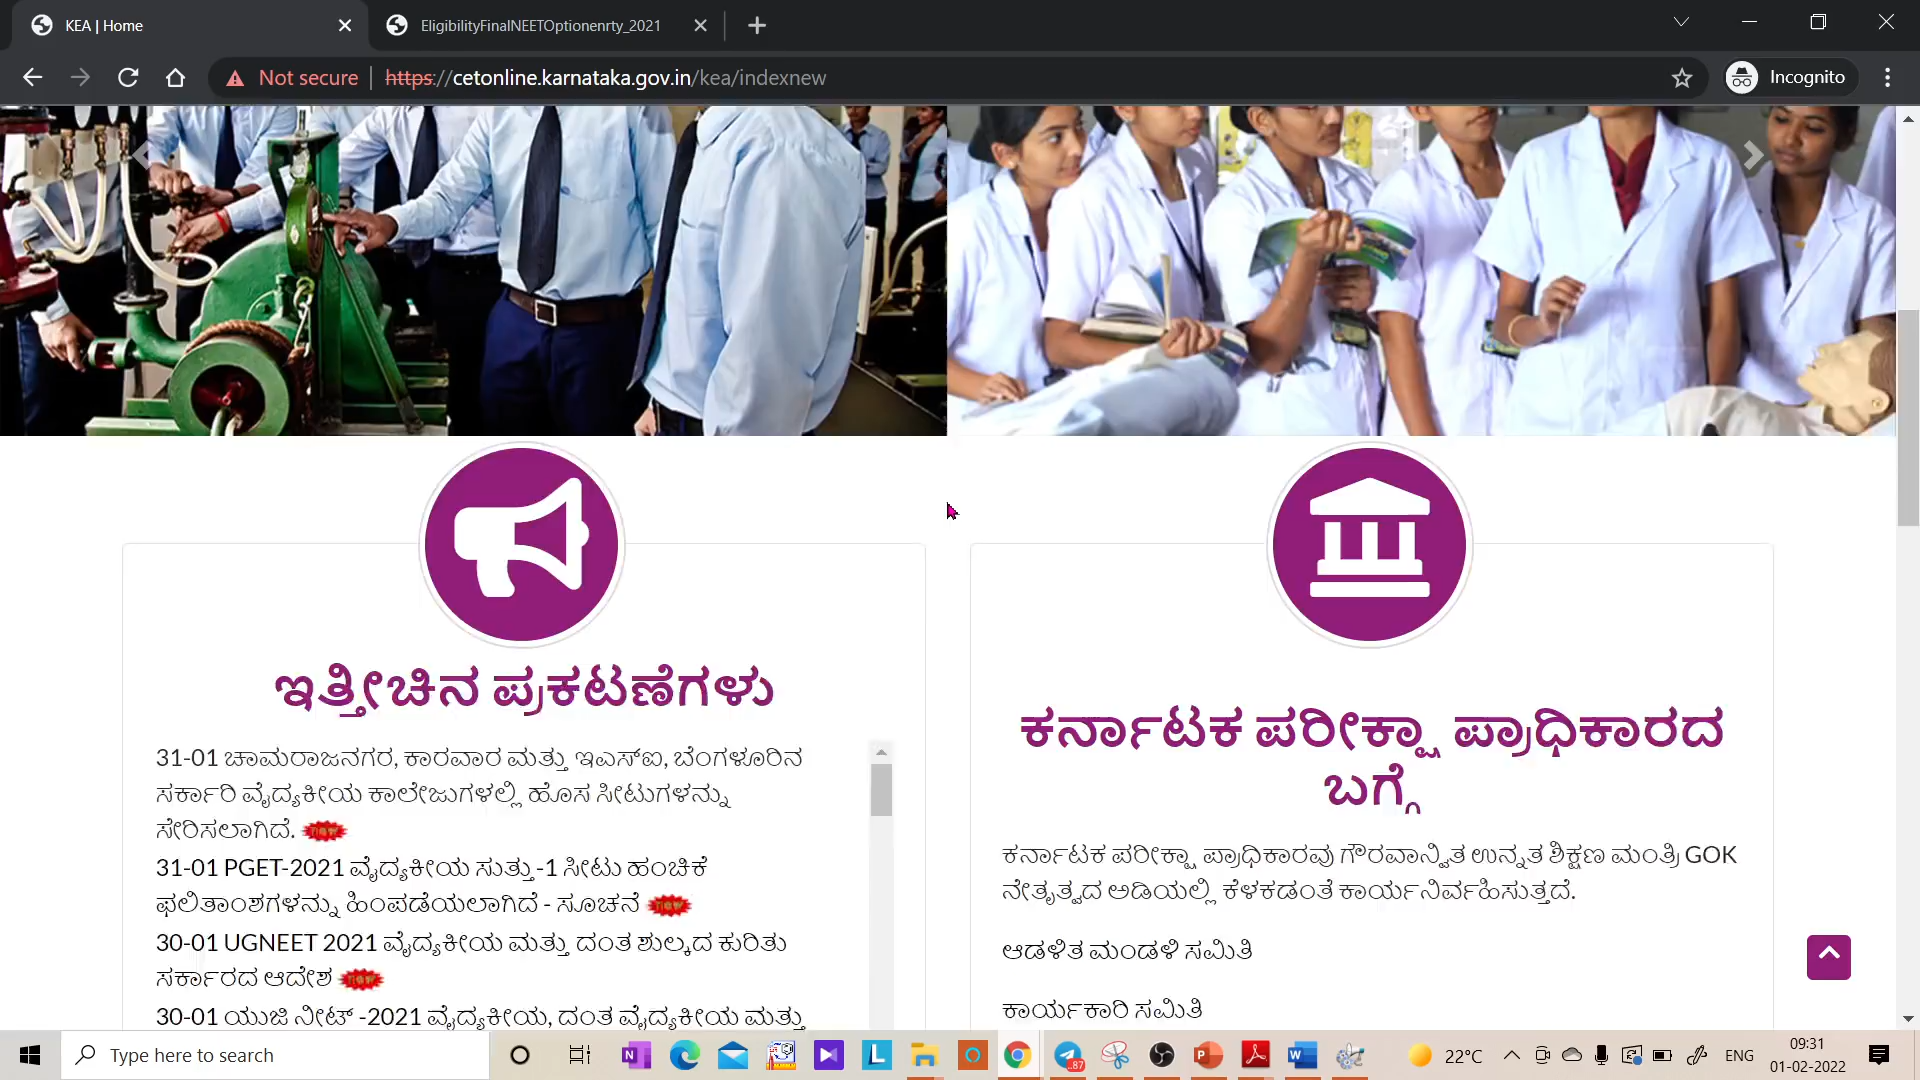 KEA | Home
EligibilityFinalNEETOptionenrty_2021
Not secure
https://cetonline.karnataka.gov.in/kea/indexnew
Incognito
ಇತ್ತೀಚಿನ ಪ್ರಕಟಣೆಗಳು
31-01 ಚಾಮರಾಜನಗರ, ಕಾರವಾರ ಮತ್ತು ಇಎಸ್ಐ, ಬೆಂಗಳೂರಿನ
ಸರ್ಕಾರಿ ವೈದ್ಯಕೀಯ ಕಾಲೇಜುಗಳಲ್ಲಿ ಹೊಸ ಸೀಟುಗಳನ್ನು
ಸೇರಿಸಲಾಗಿದೆ.
31-01 PGET-2021 ವೈದ್ಯಕೀಯ ಸುತ್ತು-1 ಸೀಟು ಹಂಚಿಕೆ
ಫಲಿತಾಂಶಗಳನ್ನು ಹಿಂಪಡೆಯಲಾಗಿದೆ - ಸೂಚನೆ
30-01 UGNEET 2021 ವೈದ್ಯಕೀಯ ಮತ್ತು ದಂತ ಶುಲ್ಕದ ಕುರಿತು
ಸರ್ಕಾರದ ಆದೇಶ
30-01 ಯುಜಿ ನೀಟ್ -2021 ವೈದ್ಯಕೀಯ, ದಂತ ವೈದ್ಯಕೀಯ ಮತ್ತು
ಕರ್ನಾಟಕ ಪರೀಕ್ಷಾ ಪ್ರಾಧಿಕಾರದ
ಬಗ್ಗೆ
ಕರ್ನಾಟಕ ಪರೀಕ್ಷಾ ಪ್ರಾಧಿಕಾರವು ಗೌರವಾನ್ವಿತ ಉನ್ನತ ಶಿಕ್ಷಣ ಮಂತ್ರಿ GOK
ನೇತೃತ್ವದ ಅಡಿಯಲ್ಲಿ ಕೆಳಕಡಂತೆ ಕಾರ್ಯನಿರ್ವಹಿಸುತ್ತದೆ.
ಆಡಳಿತ ಮಂಡಳಿ ಸಮಿತಿ
ಕಾರ್ಯಕಾರಿ ಸಮಿತಿ
Type here to search
87
22°C
ENG
09:31
01-02-2022